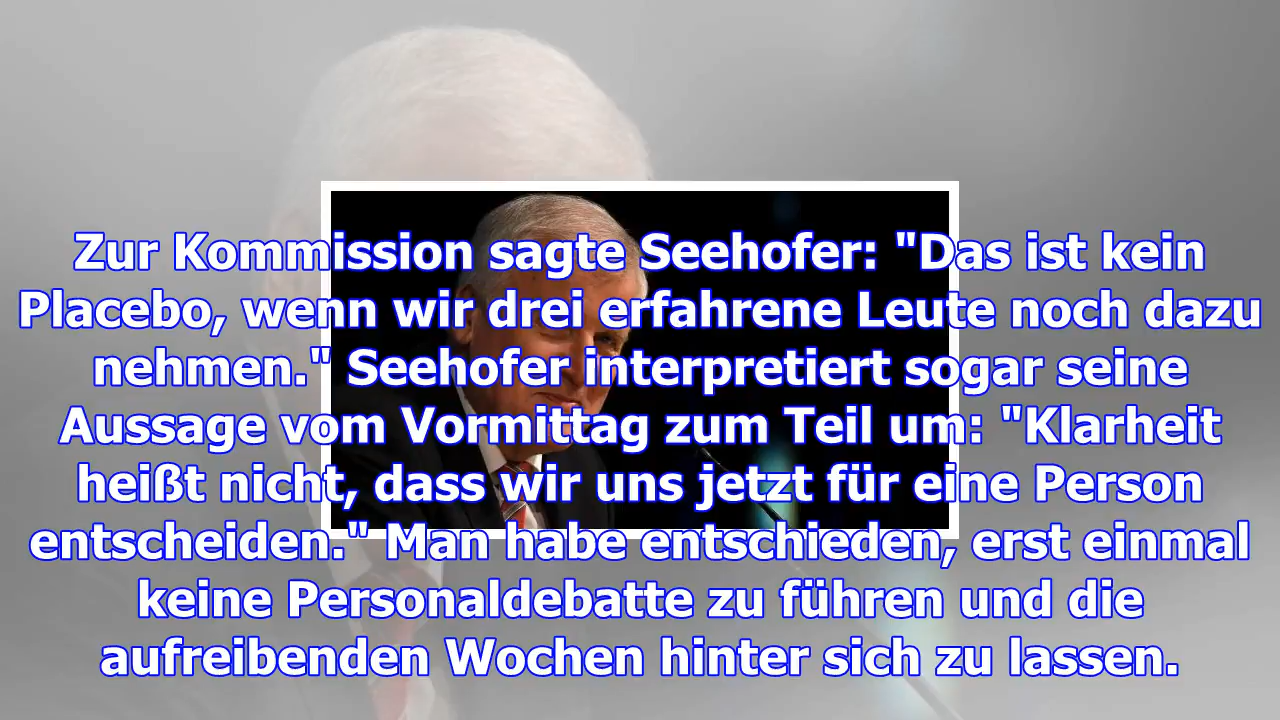 Zur Kommission sagte Seehofer: "Das ist kein
Placebo, wenn wir drei erfahrene Leute noch dazu
nehmen." Seehofer interpretiert sogar seine
Aussage vom Vormittag zum Teil um: "Klarheit
heißt nicht, dass wir uns jetzt für eine Person
entscheiden." Man habe entschieden, erst einmal
keine Personaldebatte zu führen und die
aufreibenden Wochen hinter sich zu lassen.